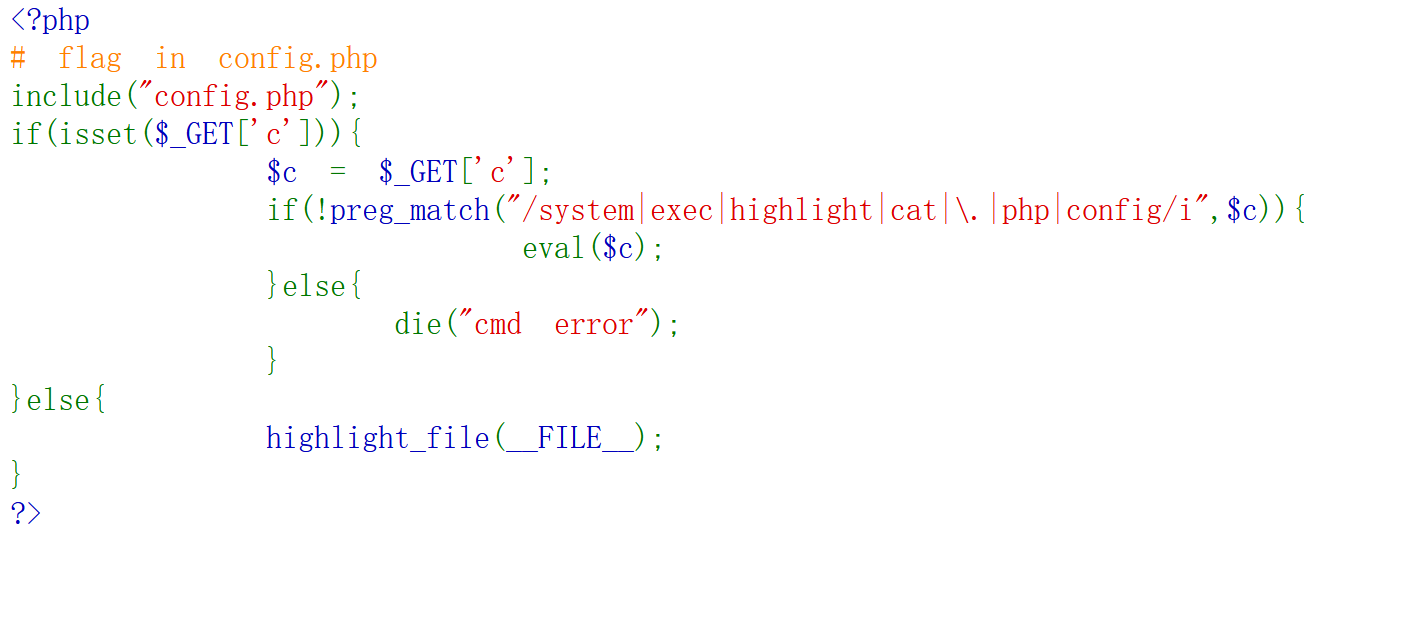 <?php
# flag in config.php
include("config.php");
if(isset($_GET['c'])){
        $c = $_GET['c'];
        if(!preg_match("/system|exec|highlight|cat|\.|php|config/i",$c)){
                eval($c);
        }else{
            die("cmd error");
        }
}else{
        highlight_file(__FILE__);
}
?>